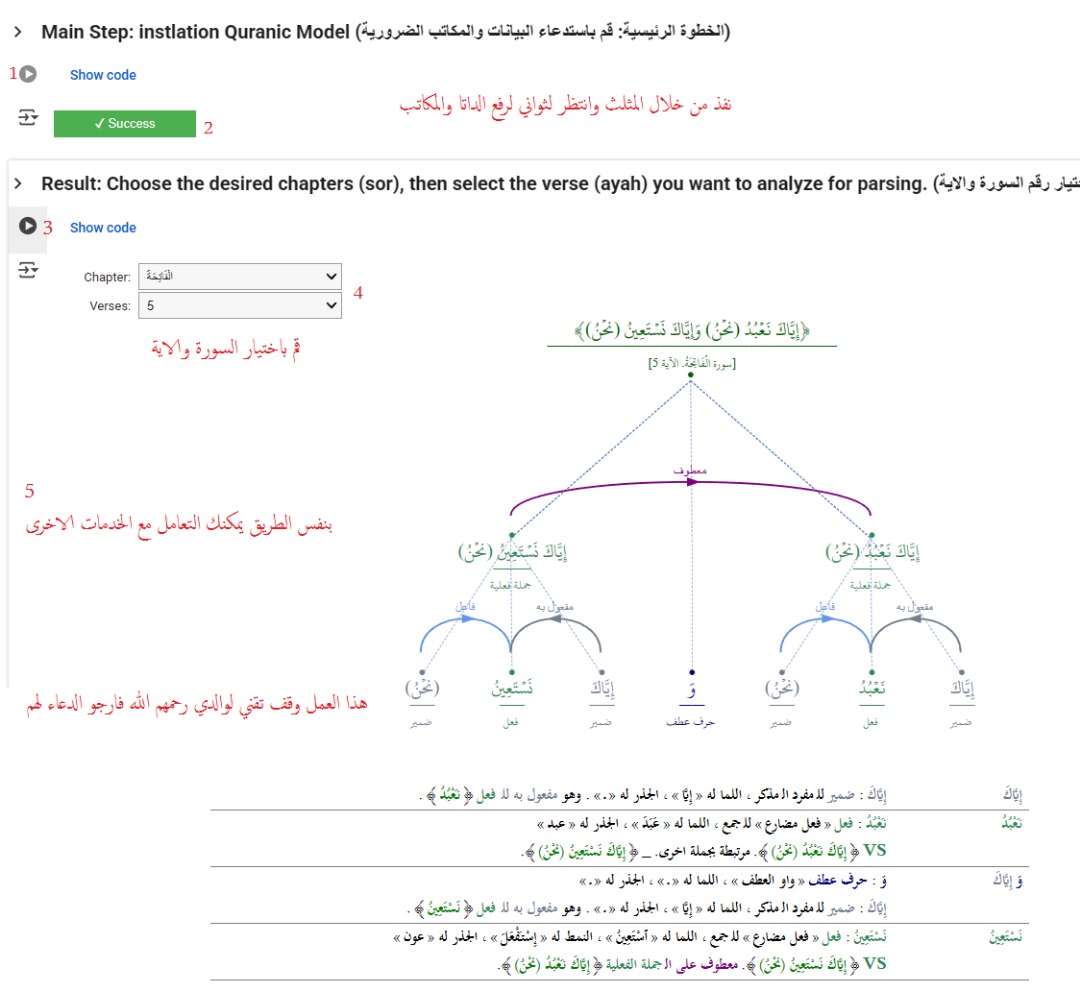 Main Step: instlation Quranic Model (الخطوة الرئيسية: قم باستدعاء البيانات والمكاتب الضرورية)
1 Show code
نفذ من خلال المثلث وانتظر لثواني لرفع الداتا والمكاتب
✓ Success 2
Result: Choose the desired chapters (sor), then select the verse (ayah) you want to analyze for parsing. (ختيار رقم السورة والاية
3 Show code
Chapter: الْفَاتِحَةُ
4
Verses: 5
قم باختيار السورة والاية
﴿إِيَّاكَ نَعْبُدُ (نَحْنُ) وَإِيَّاكَ نَسْتَعِينُ (نَحْنُ)﴾
[سورة الْفَاتِحَةُ. الآية 5]
معطوف
5
بنفس الطريق يمكنك التعامل مع الخدمات الاخرى
إِيَّاكَ نَعْبُدُ (نَحْنُ)
إِيَّاكَ نَسْتَعِينُ (نَحْنُ)
جملة فعلية
جملة فعلية
مفعول به فاعل مفعول به فاعل
إِيَّاكَ نَعْبُدُ (نَحْنُ) وَ إِيَّاكَ نَسْتَعِينُ (نَحْنُ)
ضمير فعل ضمير حرف عطف ضمير فعل ضمير
هذا العمل وقف تقني لوالدي رحمهم الله فارجو الدعاء لهم
إِيَّاكَ إِيَّاكَ : ضمير للمفرد المذكر ، اللما له « إِيَّا » ، الجذر له « . » . وهو مفعول به لل فعل ﴿ نَعْبُدُ ﴾ .
نَعْبُدُ نَعْبُدُ : فعل « فعل مضارع » للجمع ، اللما له « عَبَدَ » ، الجذر له « عبد »
VS ﴿ إِيَّاكَ نَعْبُدُ (نَحْنُ) ﴾. مرتبطة بجملة اخرى. _ ﴿ إِيَّاكَ نَسْتَعِينُ (نَحْنُ) ﴾.
وَ إِيَّاكَ وَ : حرف عطف « واو العطف » ، اللما له « . » ، الجذر له « . »
إِيَّاكَ : ضمير للمفرد المذكر ، اللما له « إِيَّا » ، الجذر له « . » . وهو مفعول به لل فعل ﴿ نَسْتَعِينُ ﴾ .
نَسْتَعِينُ نَسْتَعِينُ : فعل « فعل مضارع » للجمع ، اللما له « ٱسْتَعِينُ » ، النمط له « إِسْتَفْعَلَ » ، الجذر له « عون »
VS ﴿ إِيَّاكَ نَسْتَعِينُ (نَحْنُ) ﴾. معطوف على الجملة الفعلية ﴿ إِيَّاكَ نَعْبُدُ (نَحْنُ) ﴾.